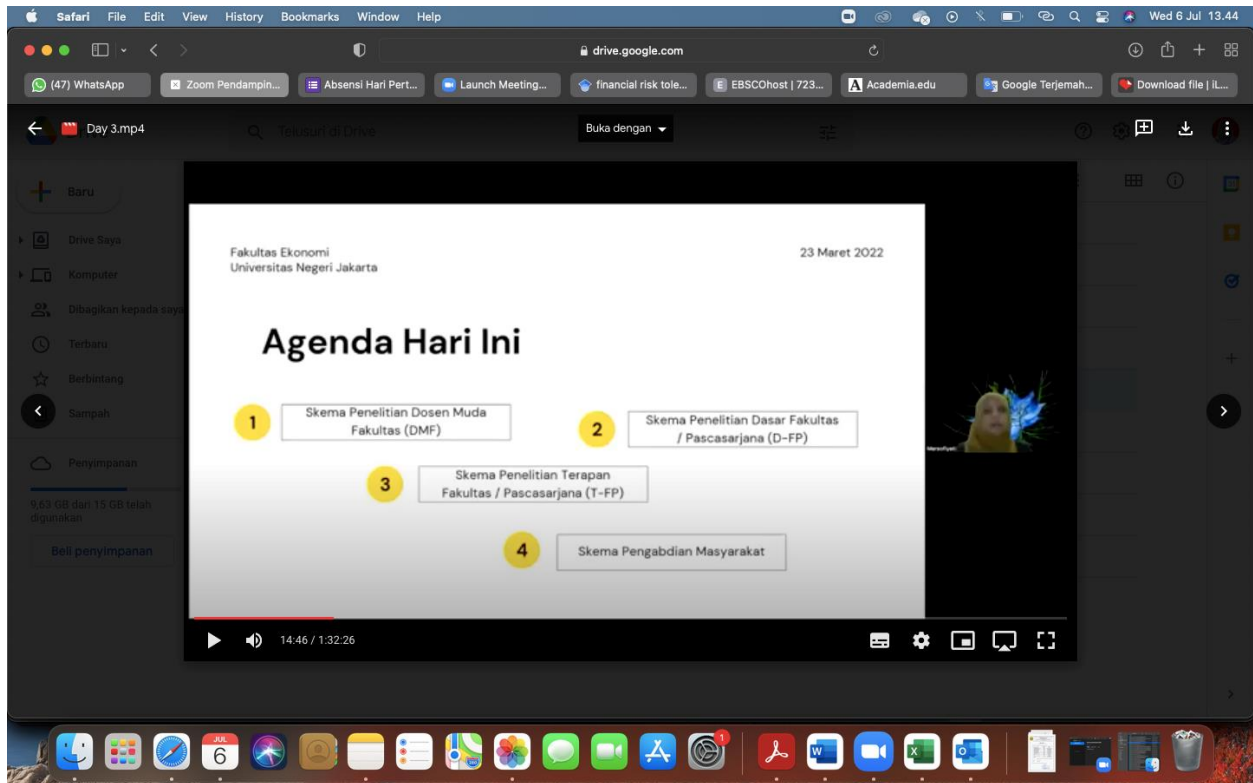 Safari File Edit View History Bookmarks Window Help
Wed 6 Jul 13.44
drive.google.com
(47) WhatsApp
Zoom Pendampin...
Absensi Hari Pert...
Launch Meeting...
financial risk tole...
EBSCOhost | 723...
Academia.edu
Google Terjemah...
Download file | iL...
Day 3.mp4
Telusuri di Drive
Buka dengan
Baru
Drive Saya
Komputer
Dibagikan kepada saya
Terbaru
Berbintang
Sampah
Penyimpanan
9,63 GB dari 15 GB telah
digunakan
Beli penyimpanan
Fakultas Ekonomi
Universitas Negeri Jakarta
23 Maret 2022
Agenda Hari Ini
1
Skema Penelitian Dosen Muda
Fakultas (DMF)
2
Skema Penelitian Dasar Fakultas
/ Pascasarjana (D-FP)
3
Skema Penelitian Terapan
Fakultas / Pascasarjana (T-FP)
4
Skema Pengabdian Masyarakat
14:46 / 1:32:26
JUL
6
1